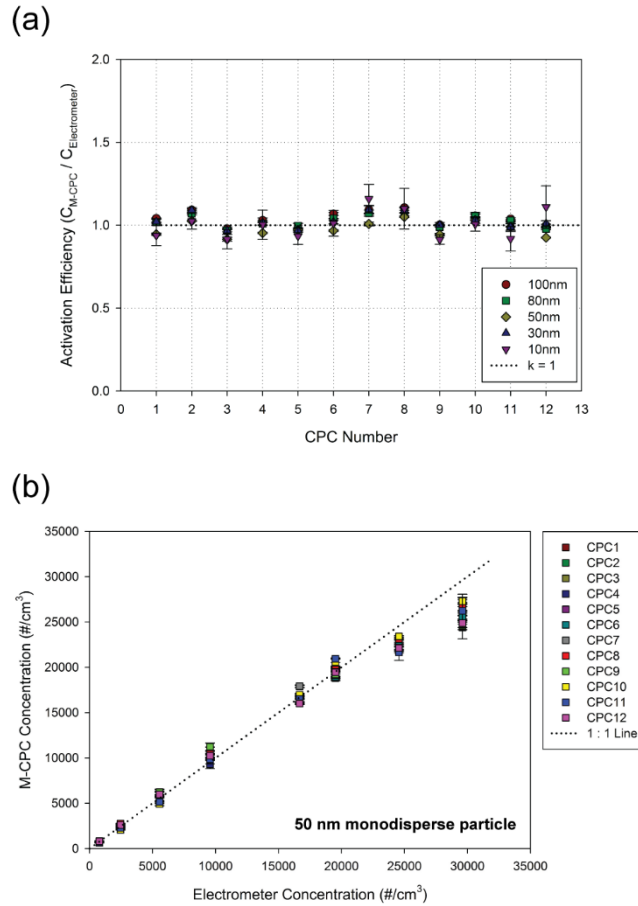 (a)
Activation Efficiency (C_M-CPC / C_Electrometer)
2.0
1.5
1.0
0.5
0.0
100nm
80nm
50nm
30nm
10nm
k = 1
0 1 2 3 4 5 6 7 8 9 10 11 12 13
CPC Number
(b)
M-CPC Concentration (#/cm³)
35000
30000
25000
20000
15000
10000
5000
0
50 nm monodisperse particle
0 5000 10000 15000 20000 25000 30000 35000
Electrometer Concentration (#/cm³)
CPC1
CPC2
CPC3
CPC4
CPC5
CPC6
CPC7
CPC8
CPC9
CPC10
CPC11
CPC12
1 : 1 Line